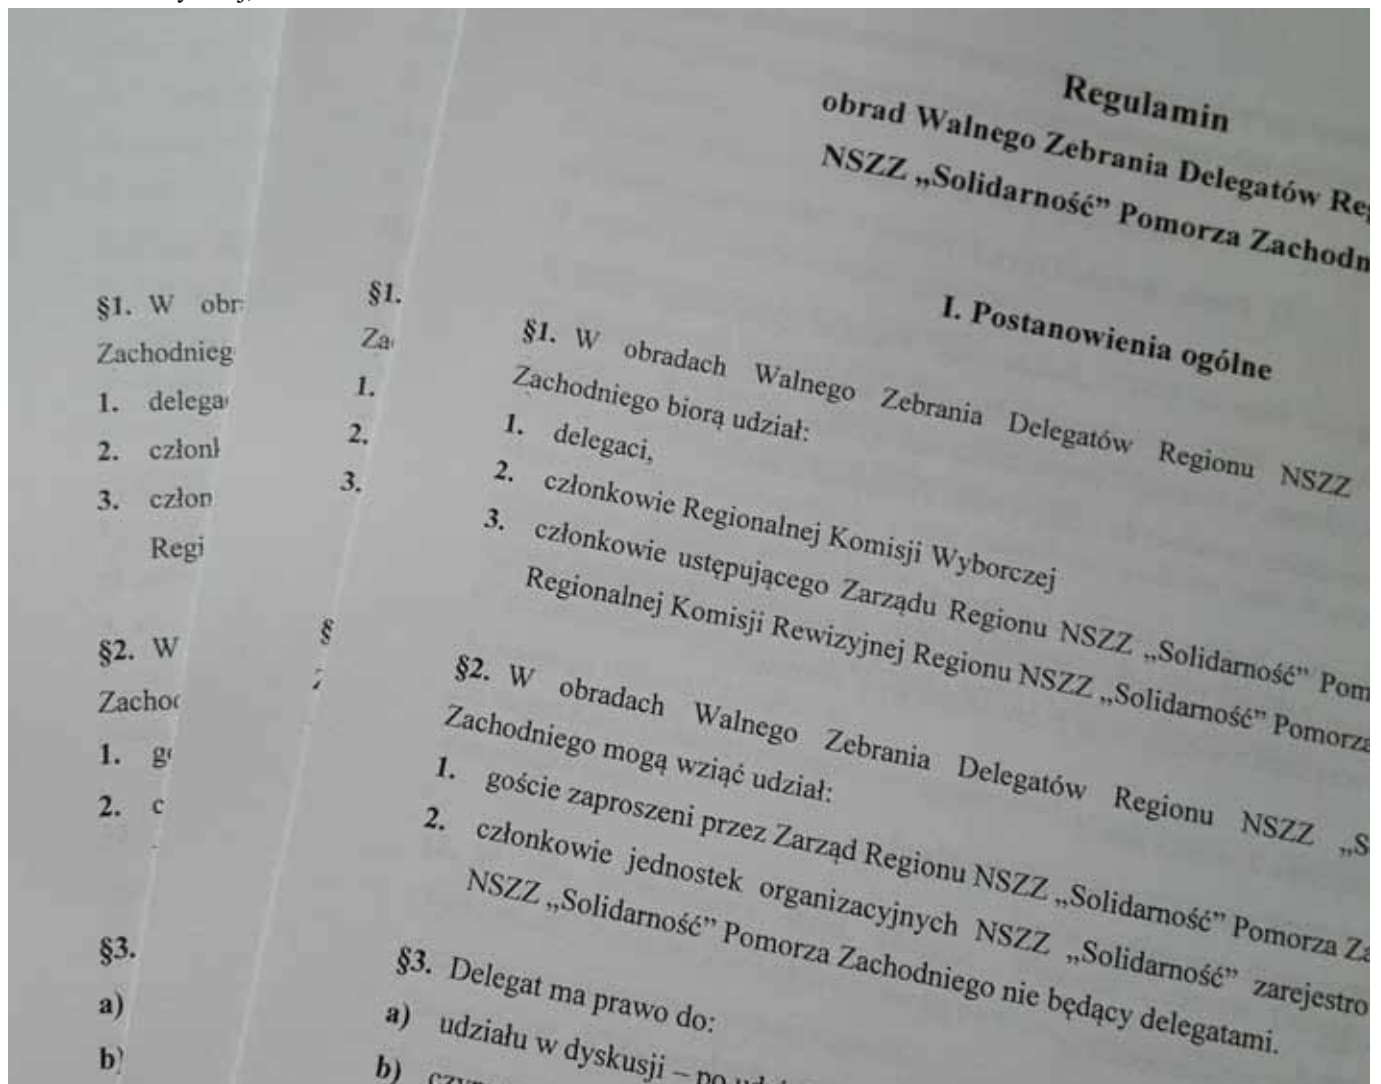 §1. W obr
Zachodnieg
1. delega
2. człon
3. człon
Regi
§2. W
Zachod
1. g
2. c
§3.
a)
b)
§1.
Za
1.
2.
3.
§
Regulamin
obrad Walnego Zebrania Delegatów Reg
NSZZ „Solidarność” Pomorza Zachodn
I. Postanowienia ogólne
§1. W obradach Walnego Zebrania Delegatów Regionu NSZZ
Zachodniego biorą udział:
1. delegaci,
2. członkowie Regionalnej Komisji Wyborczej
3. członkowie ustępującego Zarządu Regionu NSZZ „Solidarność” Pom
Regionalnej Komisji Rewizyjnej Regionu NSZZ „Solidarność” Pomorza
§2. W obradach Walnego Zebrania Delegatów Regionu NSZZ „S
Zachodniego mogą wziąć udział:
1. goście zaproszeni przez Zarząd Regionu NSZZ „Solidarność” Pomorza Za
2. członkowie jednostek organizacyjnych NSZZ „Solidarność” zarejestro
NSZZ „Solidarność” Pomorza Zachodniego nie będący delegatami.
§3. Delegat ma prawo do:
a) udziału w dyskusji – po
b)